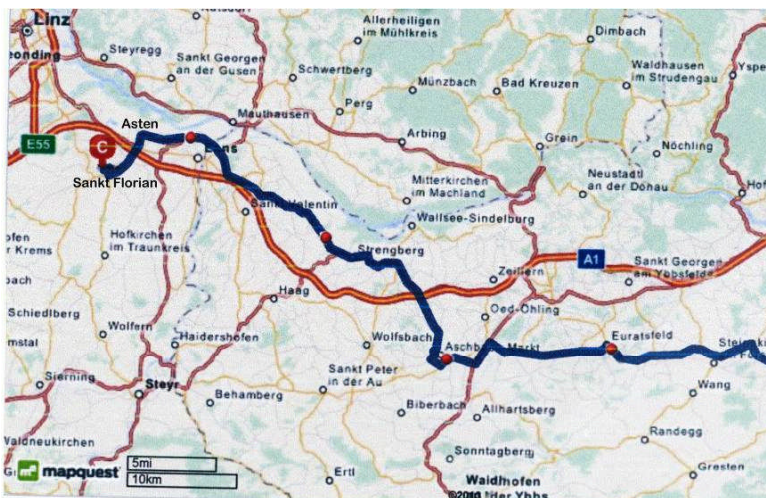 Linz
Steyregg
Sankt Georgen
an der Gusen
Allerheiligen
im Mühlkreis
Schwertberg
Dimbach
Waldhausen
im Strudengau
Münzbach
Bad Kreuzen
Perg
Mauthausen
Asten
E55
C
Arbing
Grein
Nöchling
Sankt Florian
Mitterkirchen
im Machland
Neustadtl
an der Donau
Wallsee-Sindelburg
Hofkirchen
im Traunkreis
Strengberg
A1
Sankt Georgen
am Ybbsfelde
Zeillern
Haag
Oed-Öhling
Schiedlberg
Wolfern
Haidershofen
Wolfsbach
Euratsfeld
Sankt Peter
in der Au
Sierning
Steyr
Behamberg
Biberbach
Allhartsberg
Wang
Randegg
Sonntagberg
Waldneukirchen
Ertl
Gresten
Waidhofen
der Ybbs
mapquest
5mi
10km